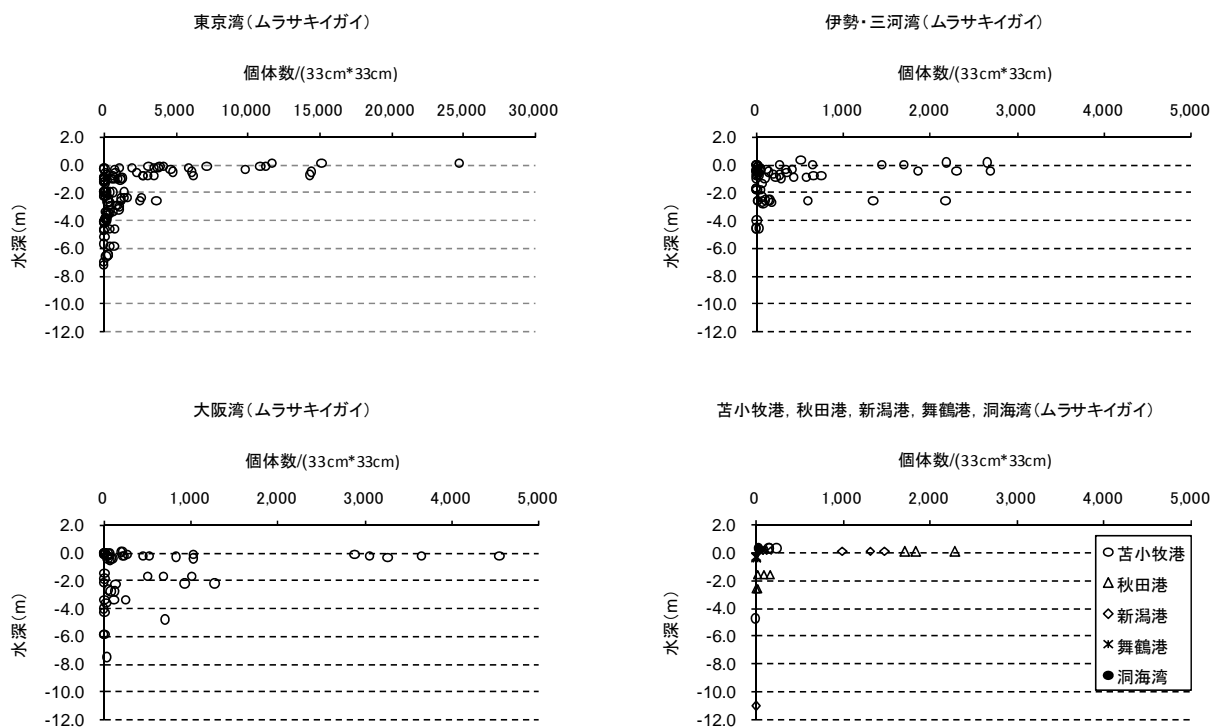 東京湾(ムラサキイガイ)
個体数/(33cm*33cm)
0 5,000 10,000 15,000 20,000 25,000 30,000
2.0
0.0
-2.0
-4.0
-6.0
-8.0
-10.0
-12.0
水深(m)
伊勢・三河湾(ムラサキイガイ)
個体数/(33cm*33cm)
0 1,000 2,000 3,000 4,000 5,000
2.0
0.0
-2.0
-4.0
-6.0
-8.0
-10.0
-12.0
水深(m)
大阪湾(ムラサキイガイ)
個体数/(33cm*33cm)
0 1,000 2,000 3,000 4,000 5,000
2.0
0.0
-2.0
-4.0
-6.0
-8.0
-10.0
-12.0
水深(m)
苫小牧港, 秋田港, 新潟港, 舞鶴港, 洞海湾(ムラサキイガイ)
個体数/(33cm*33cm)
0 1,000 2,000 3,000 4,000 5,000
2.0
0.0
-2.0
-4.0
-6.0
-8.0
-10.0
-12.0
水深(m)
苫小牧港
秋田港
新潟港
舞鶴港
洞海湾